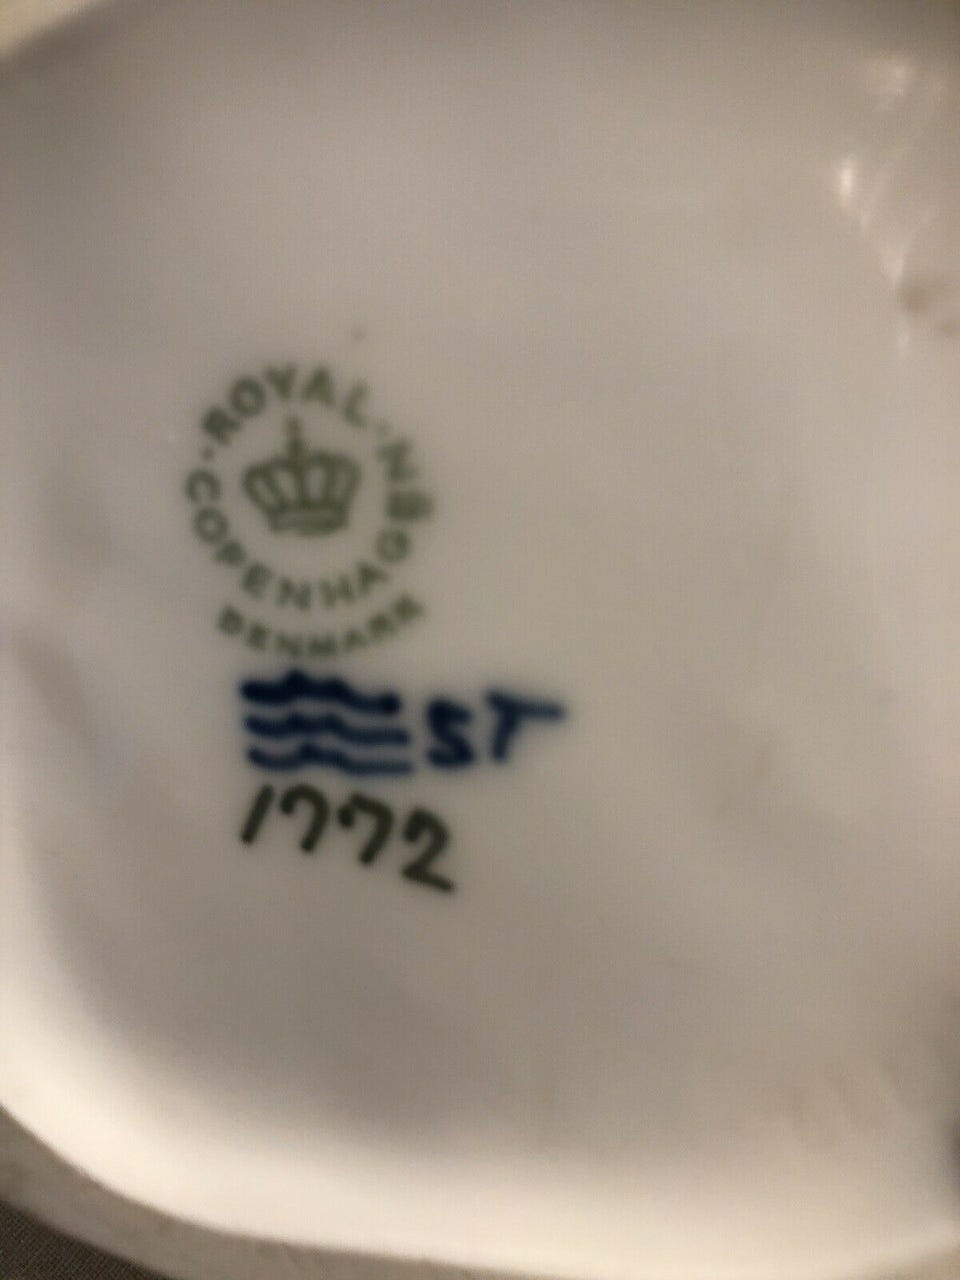 ROYAL
COPENHAGEN
DENMARK
ST
1772